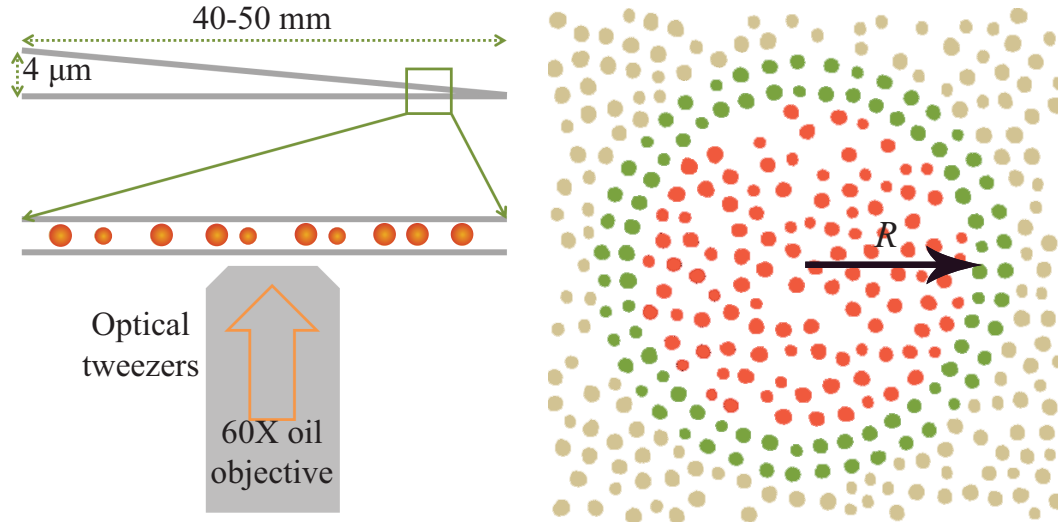 40-50 mm
4 μm
Optical
tweezers
60X oil
objective
R